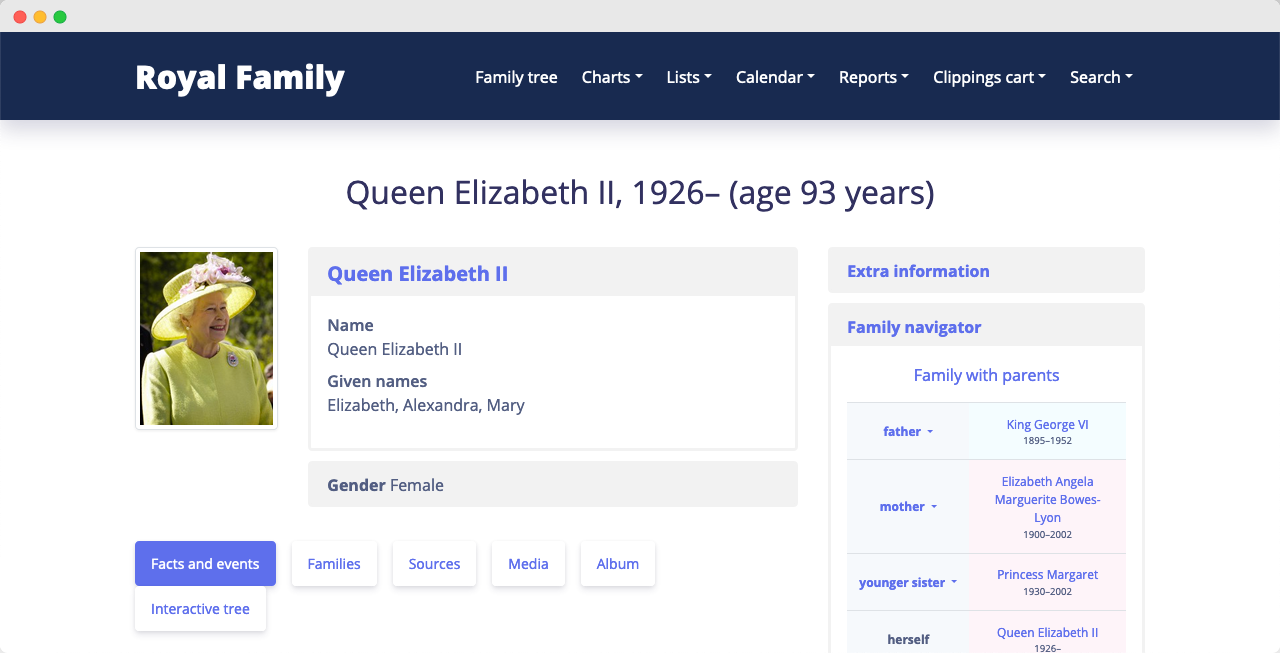 Royal Family
Family tree Charts Lists Calendar Reports Clippings cart Search
Queen Elizabeth II, 1926– (age 93 years)
Queen Elizabeth II
Name
Queen Elizabeth II
Given names
Elizabeth, Alexandra, Mary
Gender Female
Facts and events Families Sources Media Album
Interactive tree
Extra information
Family navigator
Family with parents
father King George VI
1895–1952
mother Elizabeth Angela
Marguerite Bowes-
Lyon
1900–2002
younger sister Princess Margaret
1930–2002
herself Queen Elizabeth II
1926–